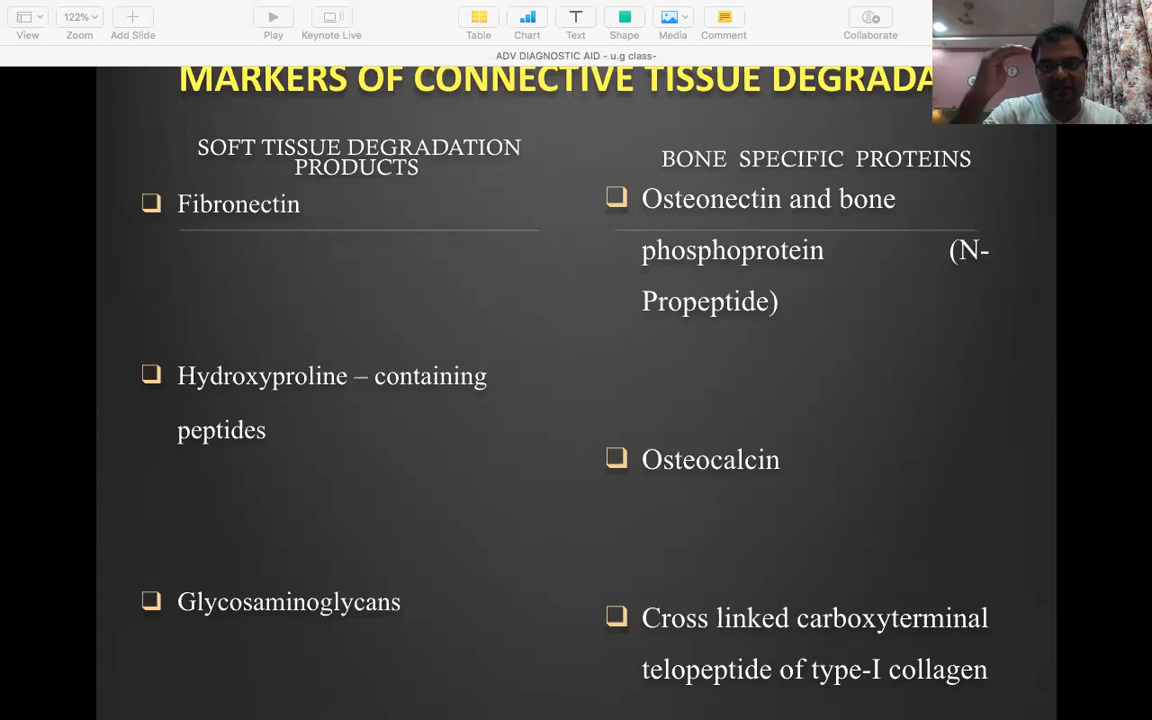 122%
View
Zoom
Add Slide
Play
Keynote Live
Table
Chart
Text
Shape
Media
Comment
Collaborate
ADV DIAGNOSTIC AID - u.g class-
MARKERS OF CONNECTIVE TISSUE DEGRADA
SOFT TISSUE DEGRADATION
PRODUCTS
Fibronectin
Hydroxyproline – containing
peptides
Glycosaminoglycans
BONE SPECIFIC PROTEINS
Osteonectin and bone
phosphoprotein (N-
Propeptide)
Osteocalcin
Cross linked carboxyterminal
telopeptide of type-I collagen